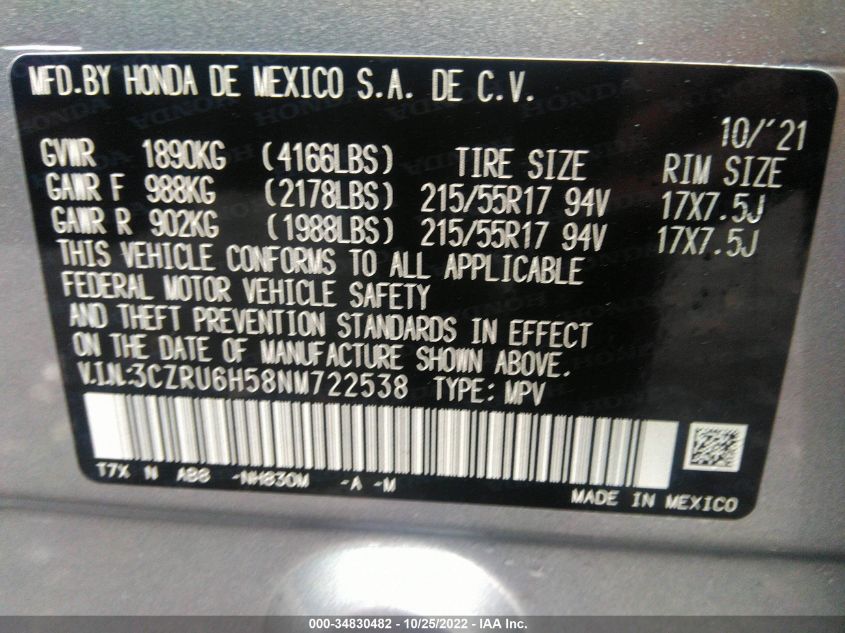 MFD.BY HONDA DE MEXICO S.A. DE C.V.
10/'21
GVWR 1890KG (4166LBS) TIRE SIZE RIM SIZE
GAWR F 988KG (2178LBS) 215/55R17 94V 17X7.5J
GAWR R 902KG (1988LBS) 215/55R17 94V 17X7.5J
THIS VEHICLE CONFORMS TO ALL APPLICABLE
FEDERAL MOTOR VEHICLE SAFETY
AND THEFT PREVENTION STANDARDS IN EFFECT
ON THE DATE OF MANUFACTURE SHOWN ABOVE.
V.I.N:3CZRU6H58NM722538 TYPE: MPV
T7X N AB8 -NH830M -A -M
MADE IN MEXICO
000-34830482 - 10/25/2022 - IAA Inc.